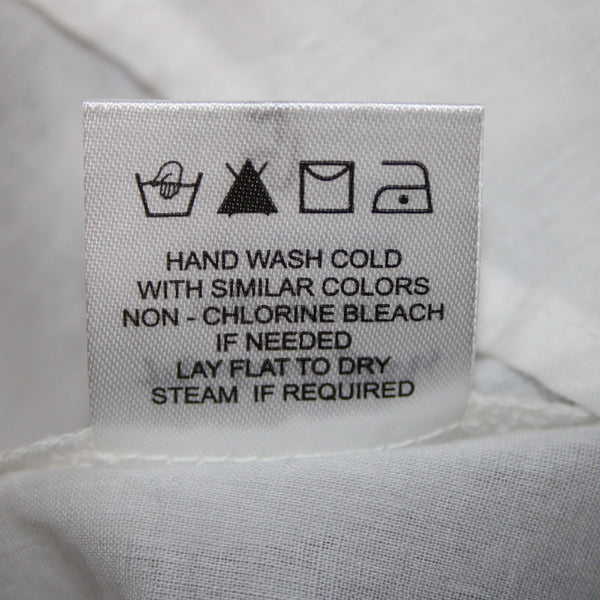 HAND WASH COLD
WITH SIMILAR COLORS
NON - CHLORINE BLEACH
IF NEEDED
LAY FLAT TO DRY
STEAM IF REQUIRED